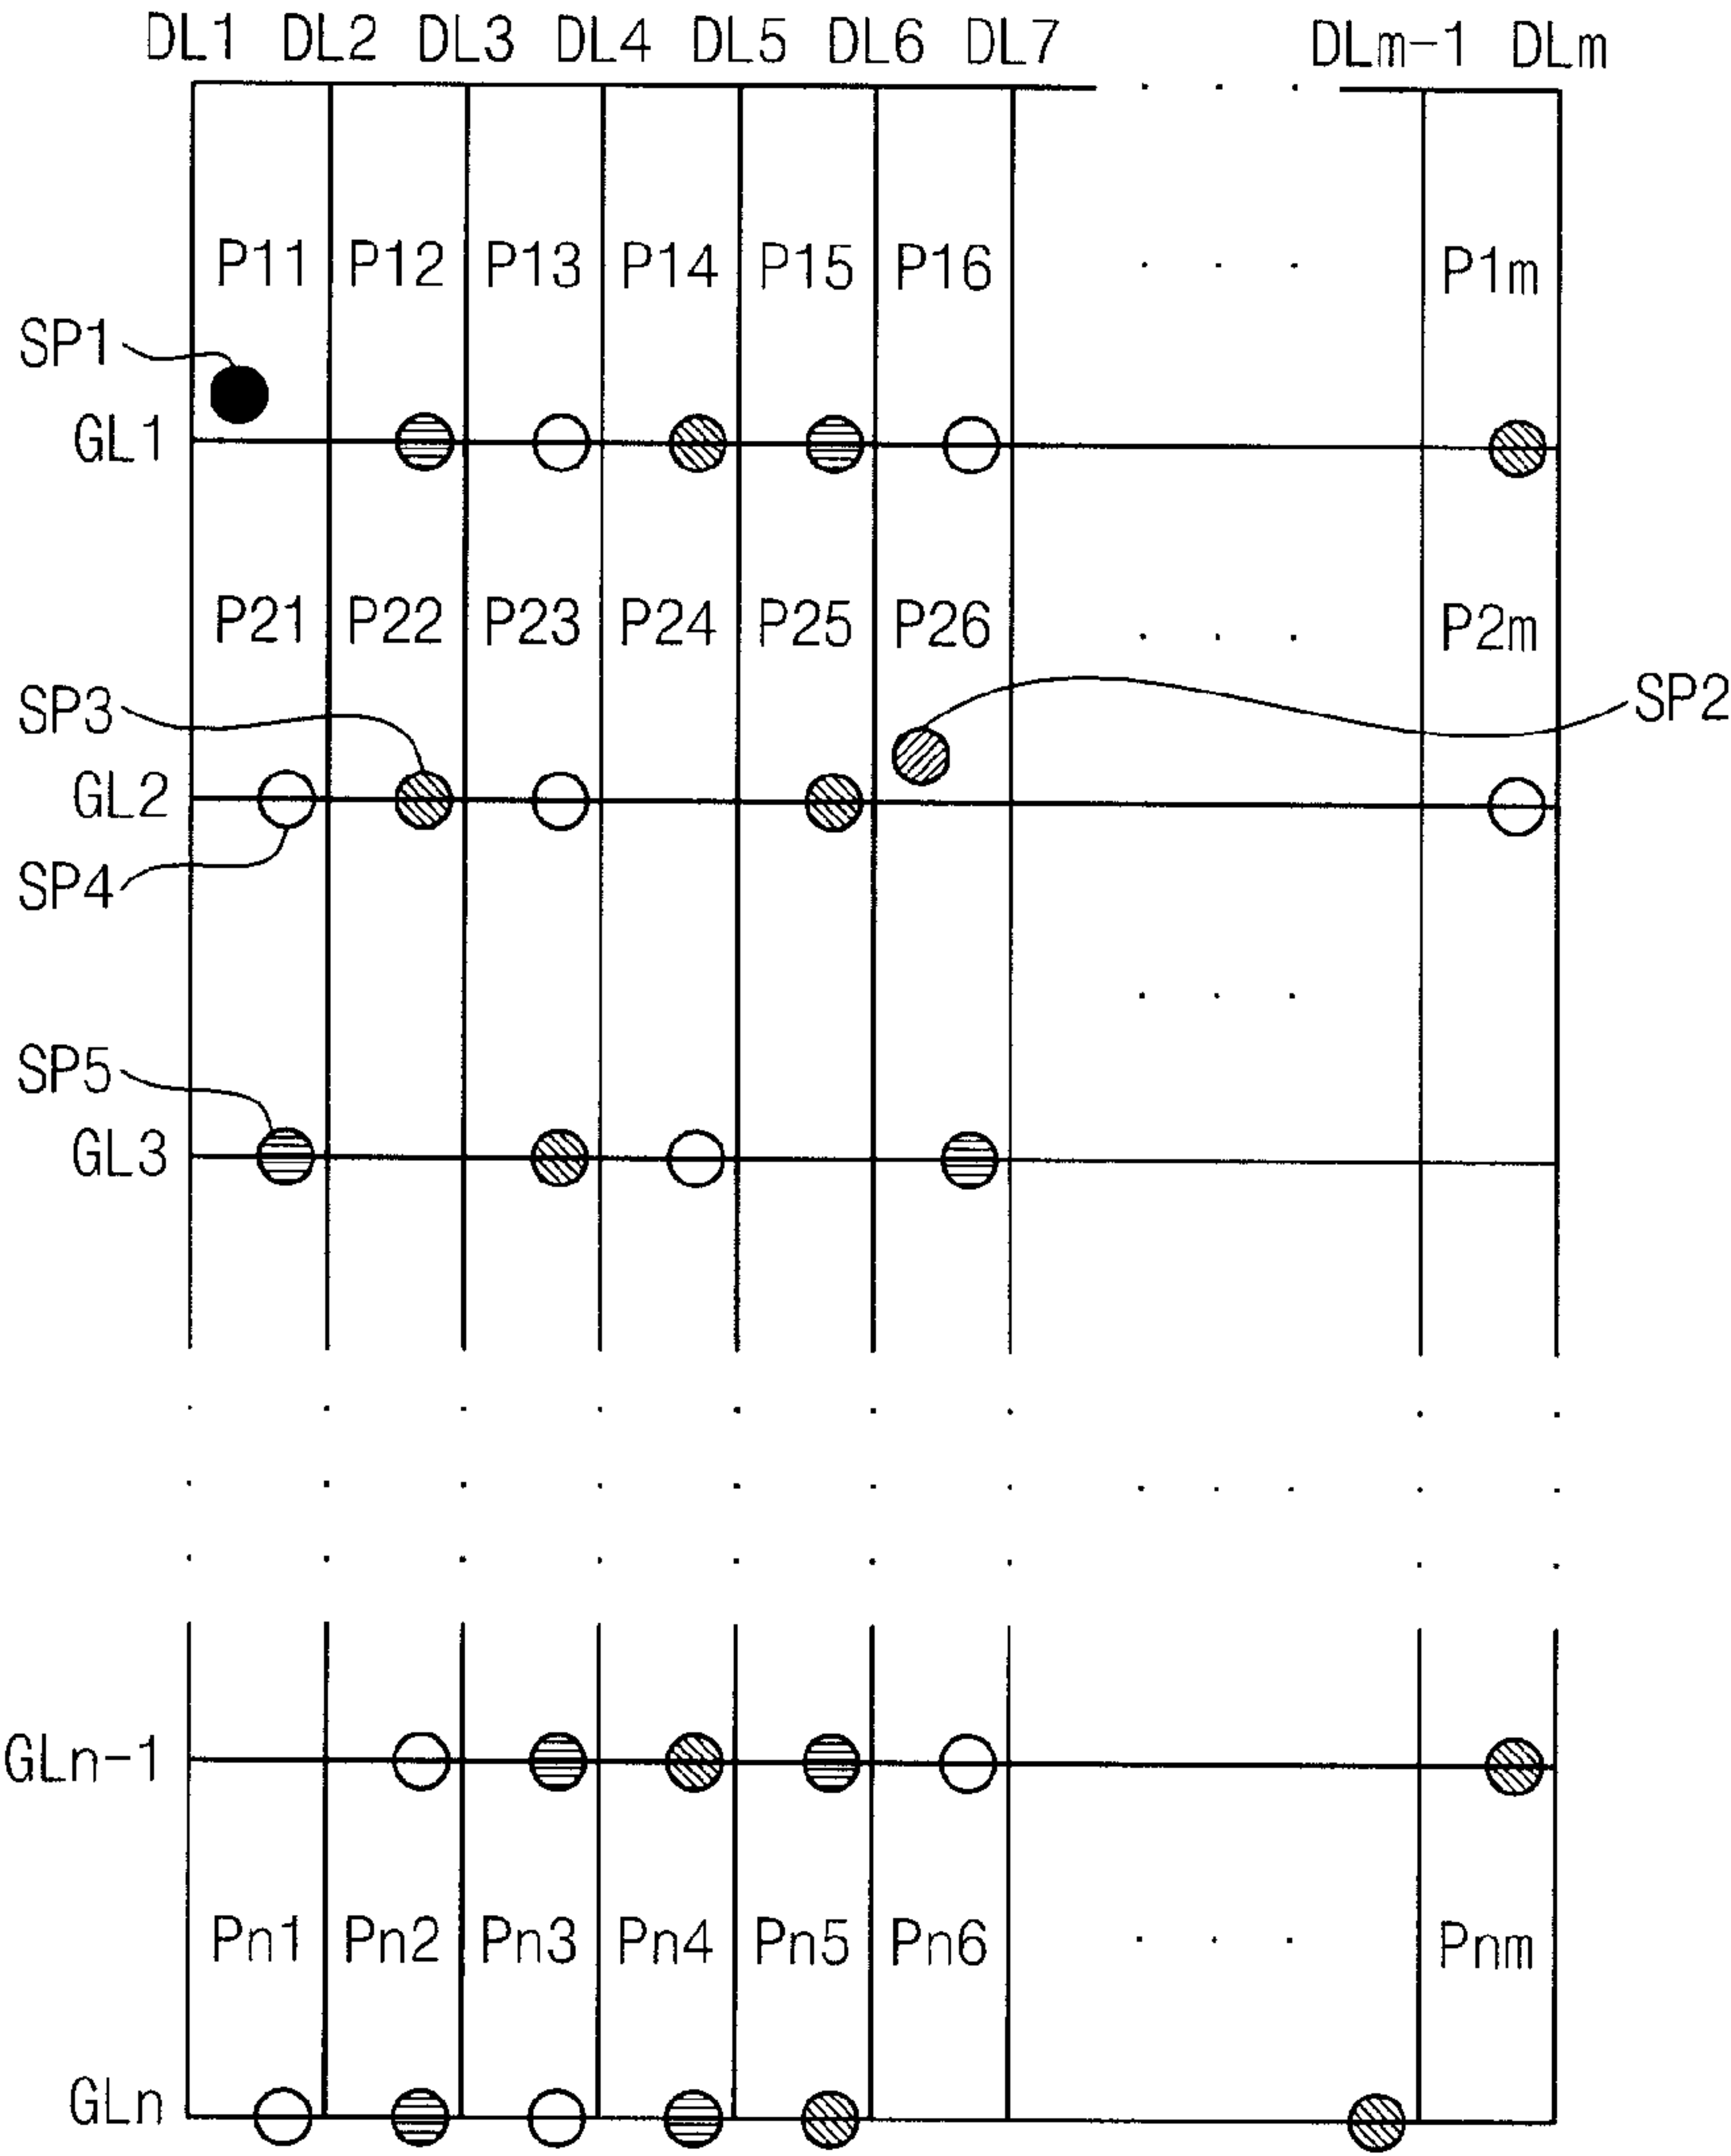 DL1 DL2 DL3 DL4 DL5 DL6 DL7 DLm-1 DLm
P11 P12 P13 P14 P15 P16 . . . P1m
SP1
GL1
P21 P22 P23 P24 P25 P26 . . . P2m
SP3
SP2
GL2
SP4
SP5
GL3
GLn-1
Pn1 Pn2 Pn3 Pn4 Pn5 Pn6 . . . Pnm
GLn